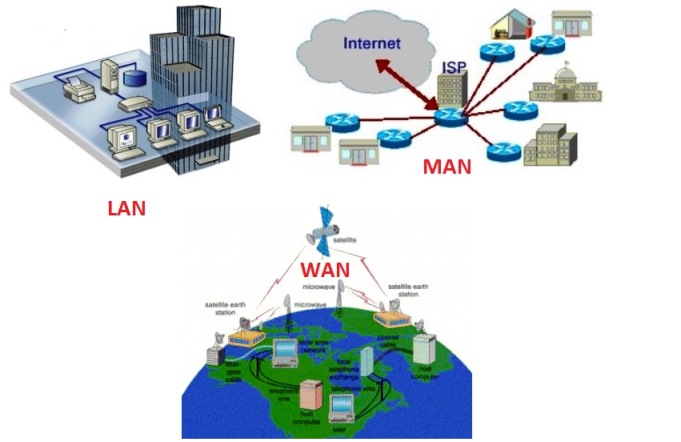 Internet
ISP
MAN
LAN
satellite
WAN
microwave
satellite earth
station
satellite earth
station
microwave
coaxial
cable
local area
network
fiber-
optic
cable
local
telephone
exchange
host
computer
telephone
wire
telephone wire
host
computer
user